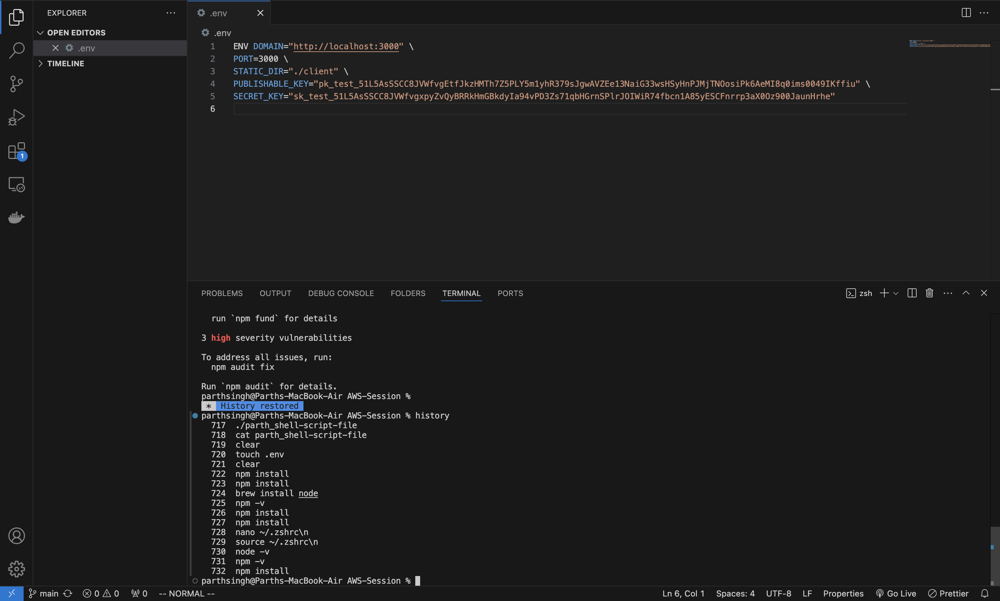 EXPLORER
OPEN EDITORS
.env
TIMELINE
1
.env
.env
1 ENV DOMAIN="http://localhost:3000" \
2 PORT=3000 \
3 STATIC_DIR="./client" \
4 PUBLISHABLE_KEY="pk_test_51L5AsSSCC8JVWfvgEtfJkzHMTh7Z5PLY5m1yhR379sJgwAVZEe13NaiG33wsHSyHnPJMjTNOosiPk6AeMI8q0ims0049IKffiu" \
5 SECRET_KEY="sk_test_51L5AsSSCC8JVWfvgxpyZvQyBRRkHmGBkdyIa94vPD3Zs71qbHGrnSPlrJOIWiR74fbcn1A85yESCFnrrp3aX0Oz900JaunHrhe"
6
PROBLEMS OUTPUT DEBUG CONSOLE FOLDERS TERMINAL PORTS
zsh
run `npm fund` for details
3 high severity vulnerabilities
To address all issues, run:
npm audit fix
Run `npm audit` for details.
parthsingh@Parths-MacBook-Air AWS-Session %
* History restored
parthsingh@Parths-MacBook-Air AWS-Session % history
717 ./parth_shell-script-file
718 cat parth_shell-script-file
719 clear
720 touch .env
721 clear
722 npm install
723 npm install
724 brew install node
725 npm -v
726 npm install
727 npm install
728 nano ~/.zshrc\n
729 source ~/.zshrc\n
730 node -v
731 npm -v
732 npm install
parthsingh@Parths-MacBook-Air AWS-Session %
main 0 0 0 -- NORMAL -- Ln 6, Col 1 Spaces: 4 UTF-8 LF Properties Go Live Prettier